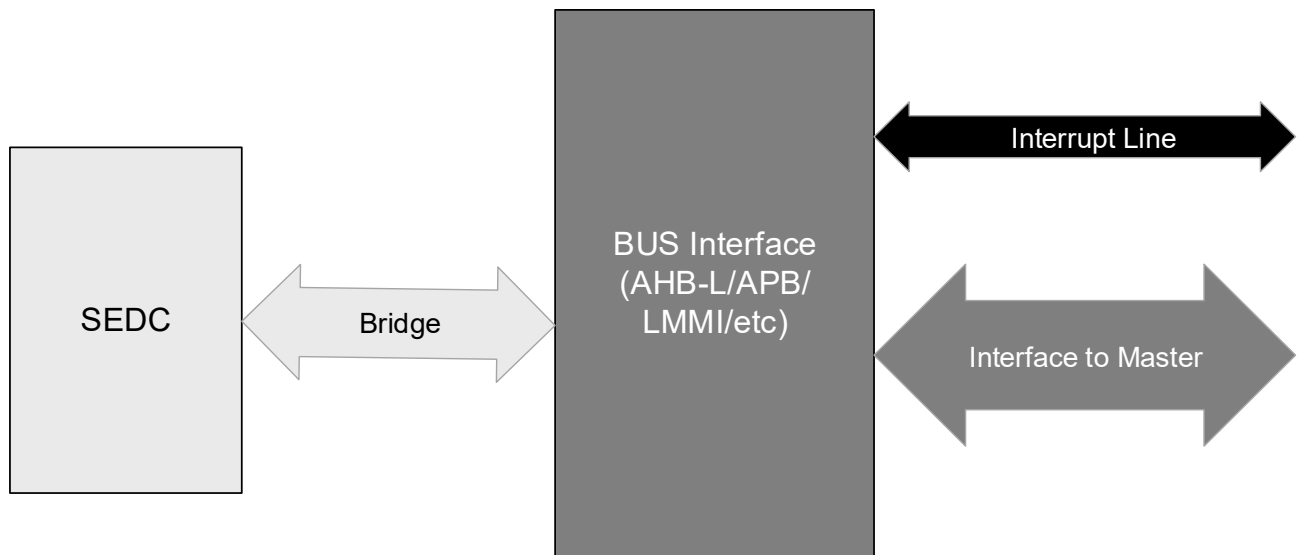 SEDC
Bridge
BUS Interface
(AHB-L/APB/
LMMI/etc)
Interrupt Line
Interface to Master